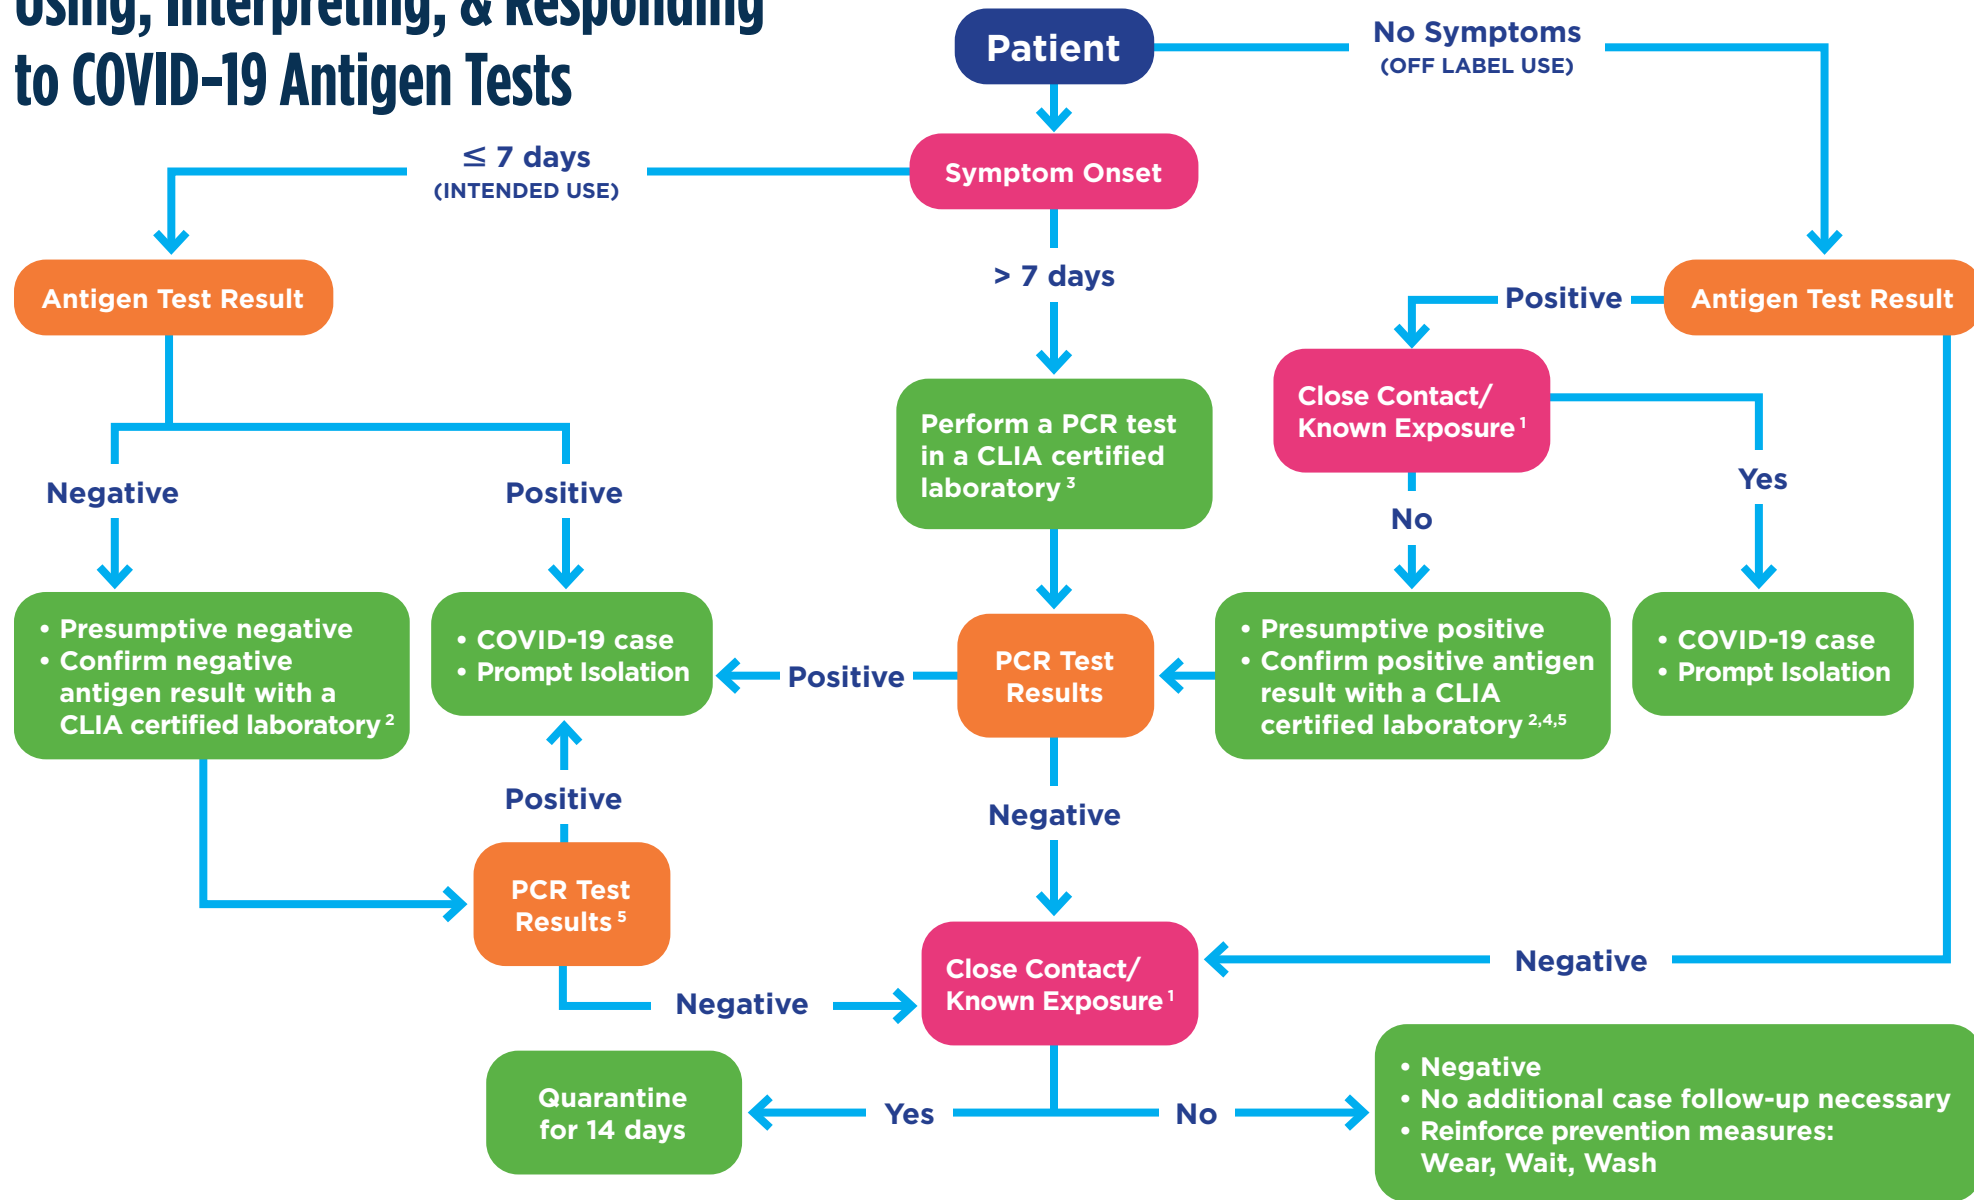 Using, Interpreting, & Responding
to COVID-19 Antigen Tests
Patient
No Symptoms
(OFF LABEL USE)
≤ 7 days
(INTENDED USE)
Symptom Onset
> 7 days
Antigen Test Result
Positive
Antigen Test Result
Close Contact/
Known Exposure 1
Perform a PCR test
in a CLIA certified
laboratory 3
Negative
Positive
No
Yes
• Presumptive negative
• Confirm negative
antigen result with a
CLIA certified laboratory 2
• COVID-19 case
• Prompt Isolation
Positive
PCR Test
Results
• Presumptive positive
• Confirm positive antigen
result with a CLIA
certified laboratory 2,4,5
• COVID-19 case
• Prompt Isolation
Positive
Negative
PCR Test
Results 5
Negative
Close Contact/
Known Exposure 1
Negative
Quarantine
for 14 days
Yes
No
• Negative
• No additional case follow-up necessary
• Reinforce prevention measures:
Wear, Wait, Wash